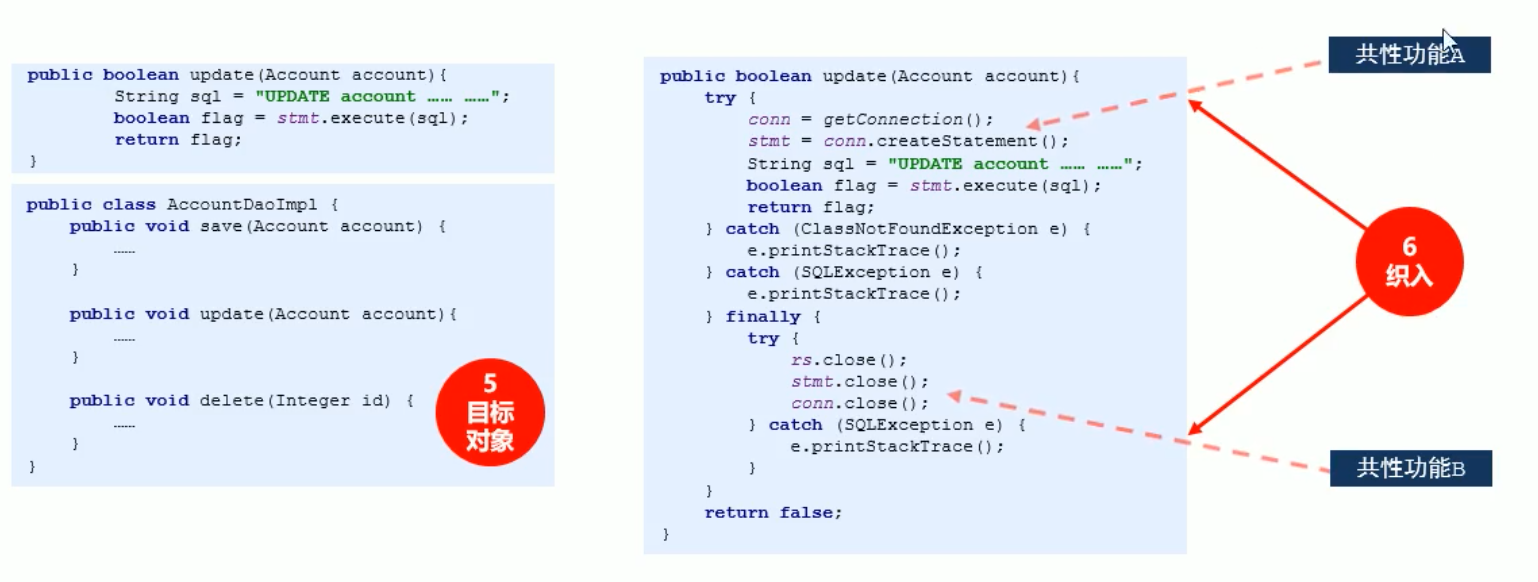 public boolean update(Account account){
String sql = "UPDATE account …… ……";
boolean flag = stmt.execute(sql);
return flag;
}
public class AccountDaoImpl {
public void save(Account account) {
……
}
public void update(Account account){
……
}
public void delete(Integer id) {
……
}
}
5
目标
对象
public boolean update(Account account){
try {
conn = getConnection();
stmt = conn.createStatement();
String sql = "UPDATE account …… ……";
boolean flag = stmt.execute(sql);
return flag;
} catch (ClassNotFoundException e) {
e.printStackTrace();
} catch (SQLException e) {
e.printStackTrace();
} finally {
try {
rs.close();
stmt.close();
conn.close();
} catch (SQLException e) {
e.printStackTrace();
}
}
return false;
}
共性功能A
6
织入
共性功能B